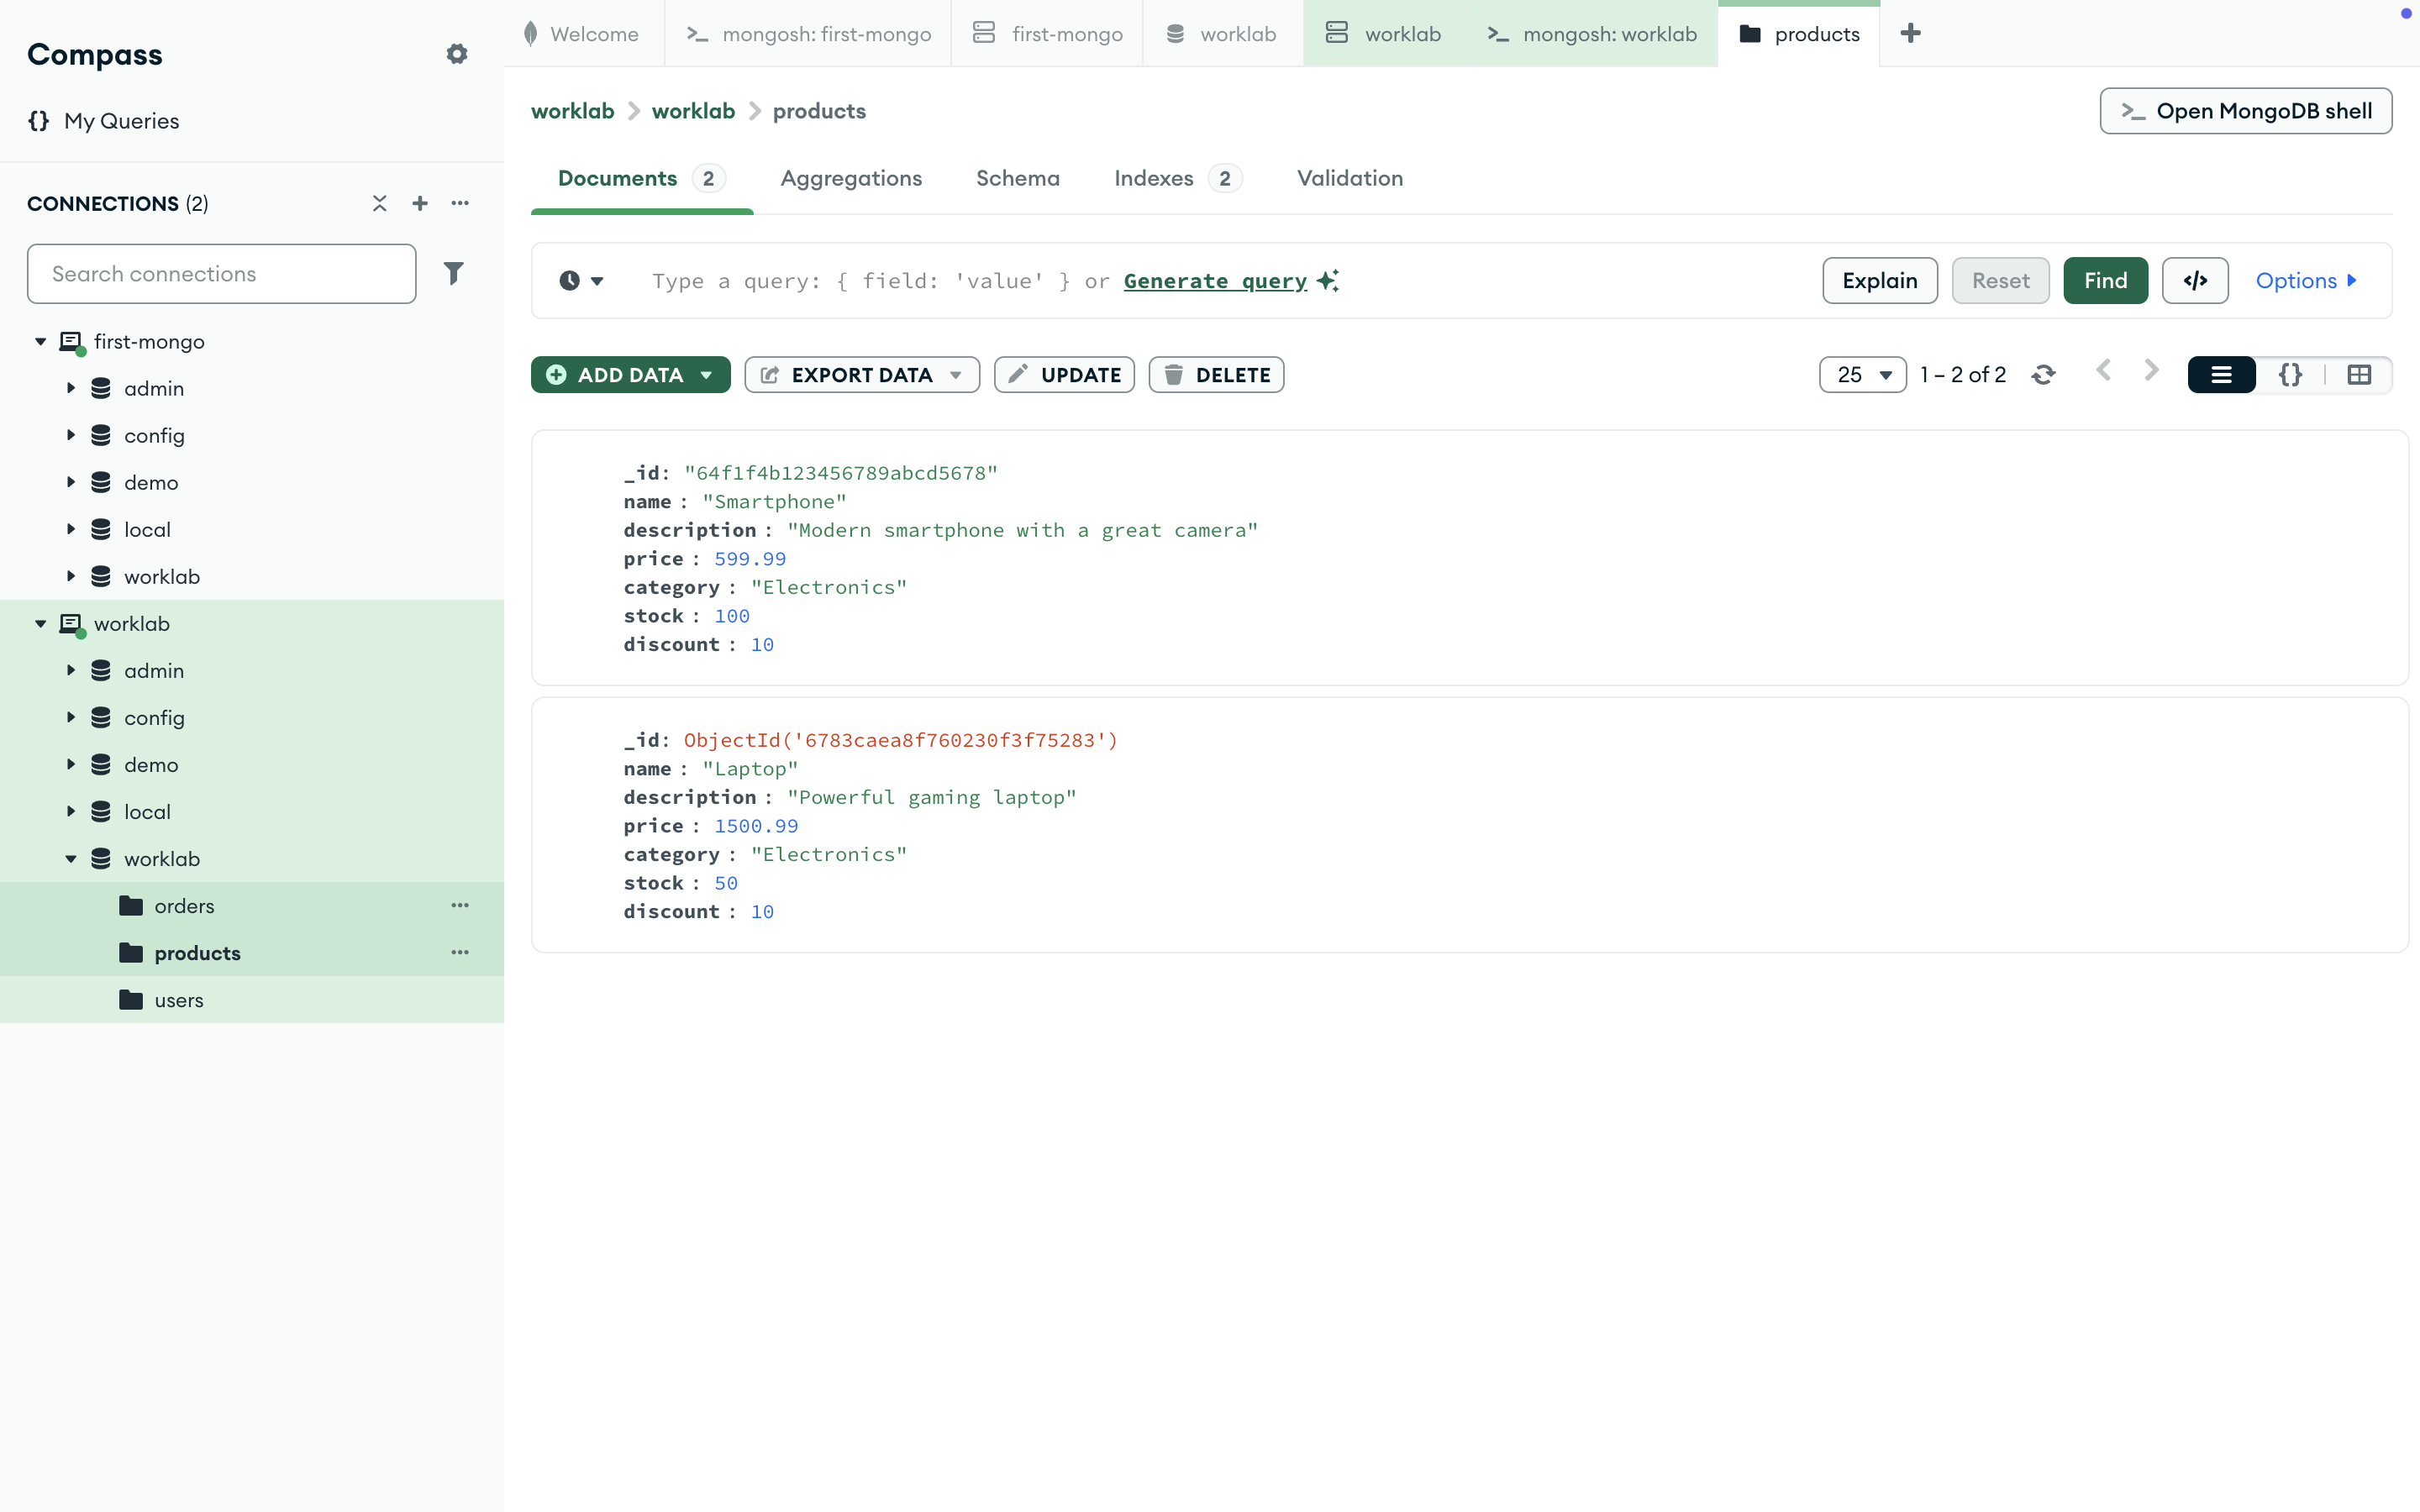 Compass
My Queries
CONNECTIONS (2)
Search connections
first-mongo
admin
config
demo
local
worklab
worklab
admin
config
demo
local
worklab
orders
products
users
Welcome
mongosh: first-mongo
first-mongo
worklab
worklab
mongosh: worklab
products
worklab > worklab > products
>_ Open MongoDB shell
Documents 2
Aggregations
Schema
Indexes 2
Validation
Type a query: { field: 'value' } or Generate query
Explain
Reset
Find
</>
Options
ADD DATA
EXPORT DATA
UPDATE
DELETE
25
1 – 2 of 2
{}
_id: "64f1f4b123456789abcd5678"
name : "Smartphone"
description : "Modern smartphone with a great camera"
price : 599.99
category : "Electronics"
stock : 100
discount : 10
_id: ObjectId('6783caea8f760230f3f75283')
name : "Laptop"
description : "Powerful gaming laptop"
price : 1500.99
category : "Electronics"
stock : 50
discount : 10